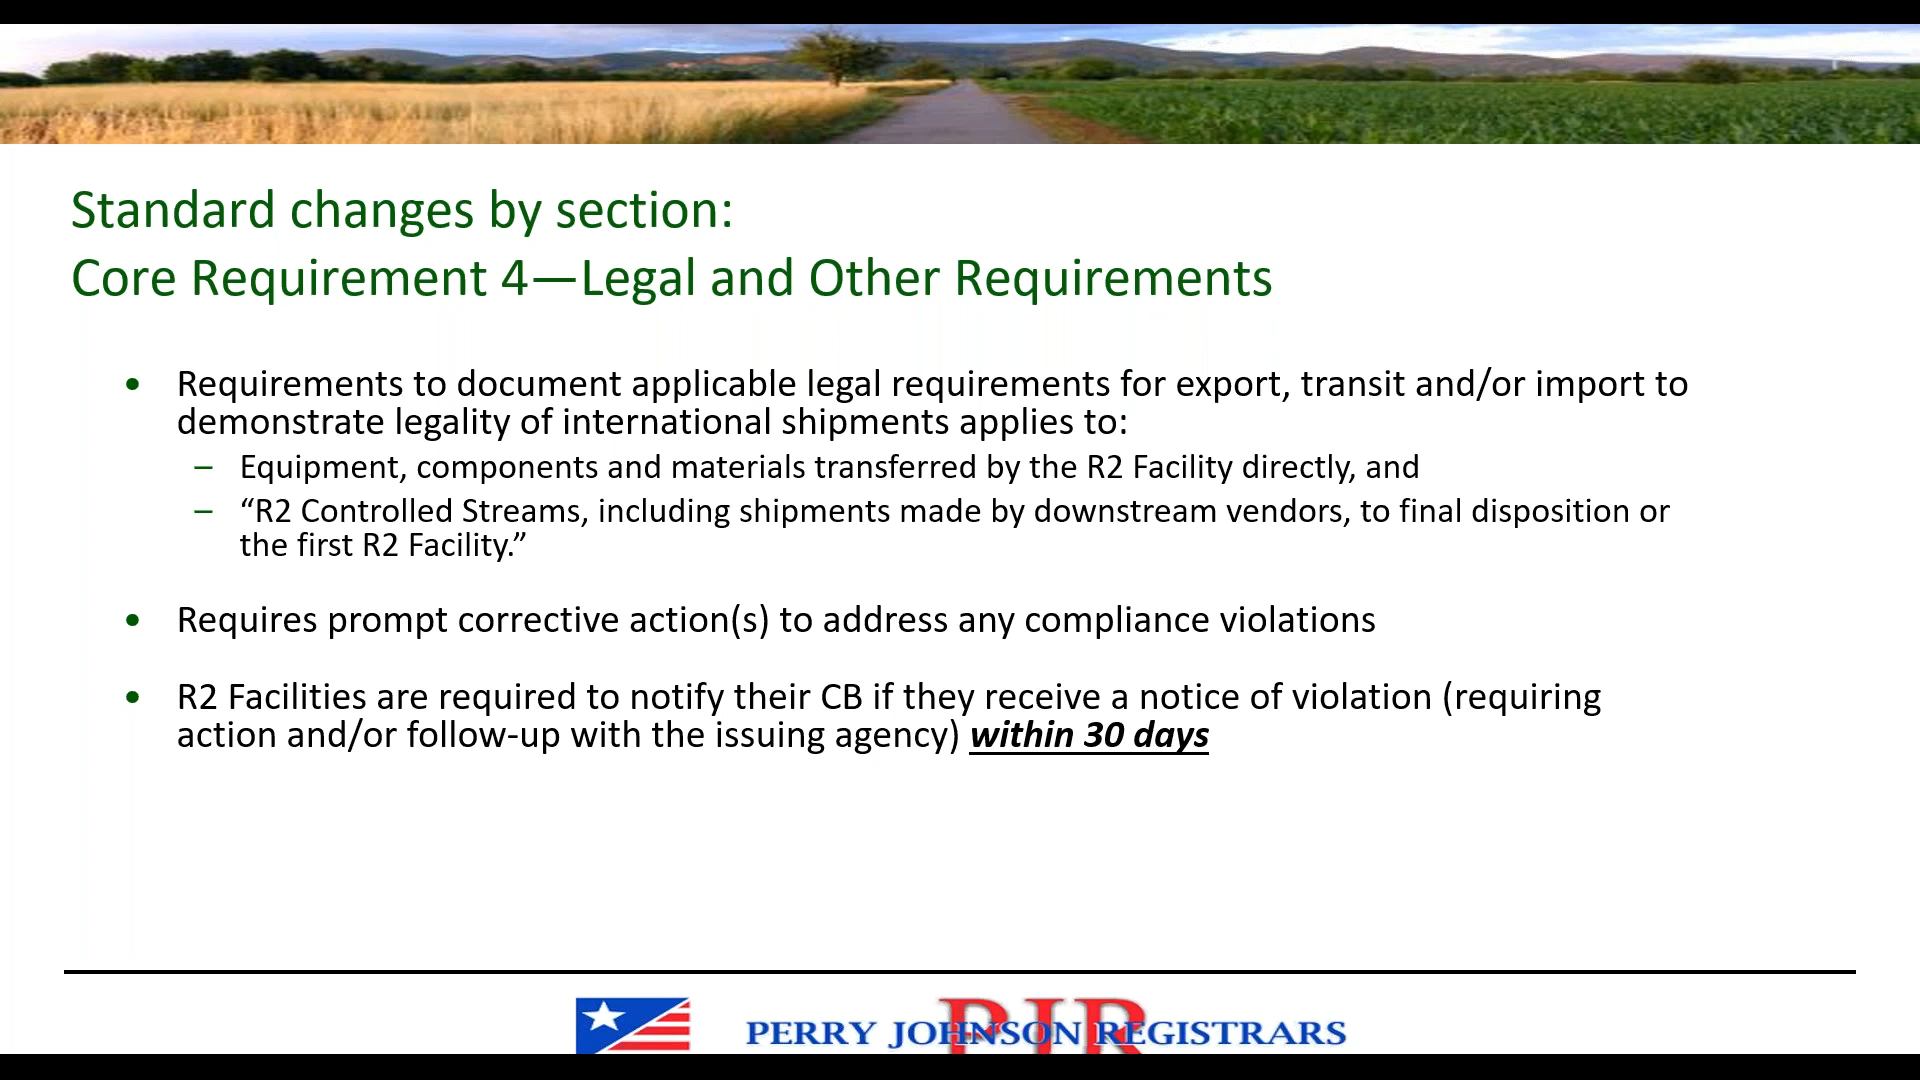 Standard changes by section:
Core Requirement 4—Legal and Other Requirements
• Requirements to document applicable legal requirements for export, transit and/or import to
demonstrate legality of international shipments applies to:
– Equipment, components and materials transferred by the R2 Facility directly, and
– “R2 Controlled Streams, including shipments made by downstream vendors, to final disposition or
the first R2 Facility.”
• Requires prompt corrective action(s) to address any compliance violations
• R2 Facilities are required to notify their CB if they receive a notice of violation (requiring
action and/or follow-up with the issuing agency) within 30 days
PJR
PERRY JOHNSON REGISTRARS